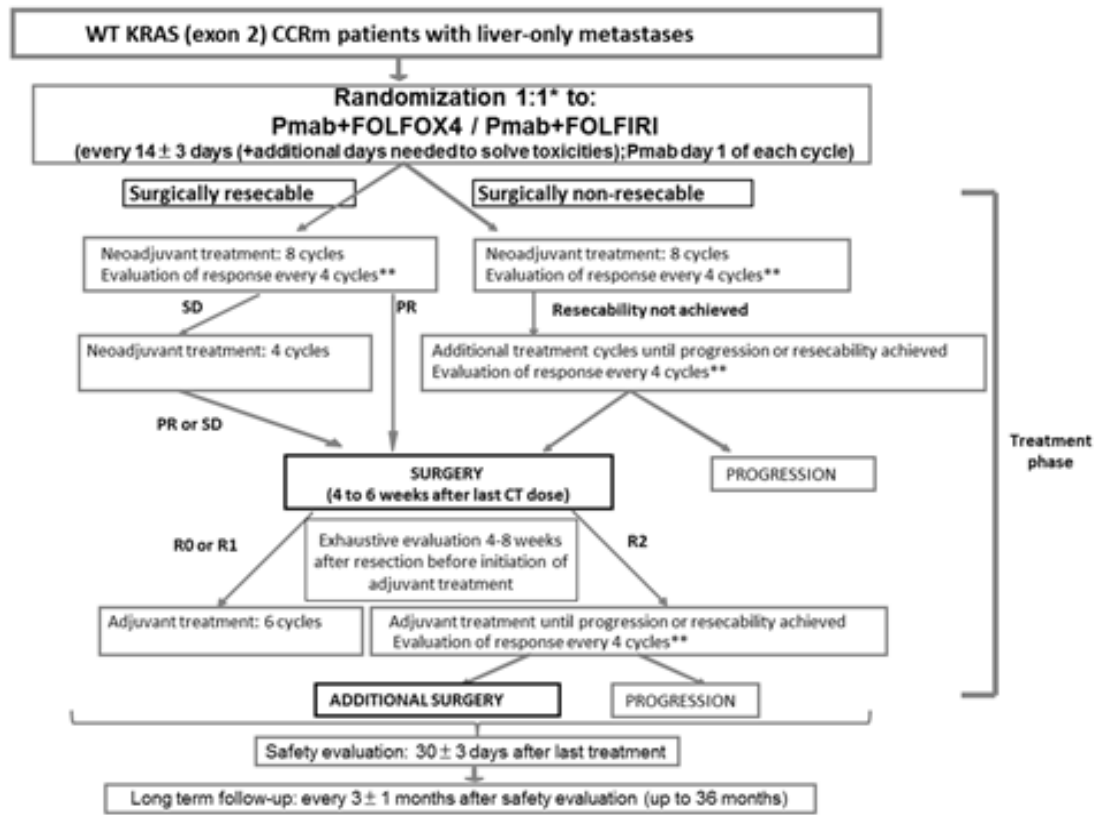 WT KRAS (exon 2) CCRm patients with liver-only metastases
Randomization 1:1* to:
Pmab+FOLFOX4 / Pmab+FOLFIRI
(every 14 ± 3 days (+additional days needed to solve toxicities);Pmab day 1 of each cycle)
Surgically resecable
Surgically non-resecable
Neoadjuvant treatment: 8 cycles
Evaluation of response every 4 cycles**
Neoadjuvant treatment: 8 cycles
Evaluation of response every 4 cycles**
SD
PR
Resecability not achieved
Neoadjuvant treatment: 4 cycles
Additional treatment cycles until progression or resecability achieved
Evaluation of response every 4 cycles**
PR or SD
Treatment
phase
SURGERY
(4 to 6 weeks after last CT dose)
PROGRESSION
R0 or R1
Exhaustive evaluation 4-8 weeks
after resection before initiation of
adjuvant treatment
R2
Adjuvant treatment: 6 cycles
Adjuvant treatment until progression or resecability achieved
Evaluation of response every 4 cycles**
ADDITIONAL SURGERY
PROGRESSION
Safety evaluation: 30 ± 3 days after last treatment
Long term follow-up: every 3 ± 1 months after safety evaluation (up to 36 months)